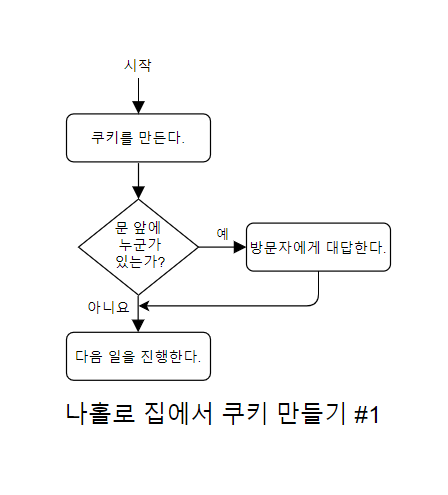 시작
쿠키를 만든다.
문 앞에
누군가
있는가?
예
방문자에게 대답한다.
아니요
다음 일을 진행한다.
나홀로 집에서 쿠키 만들기 #1